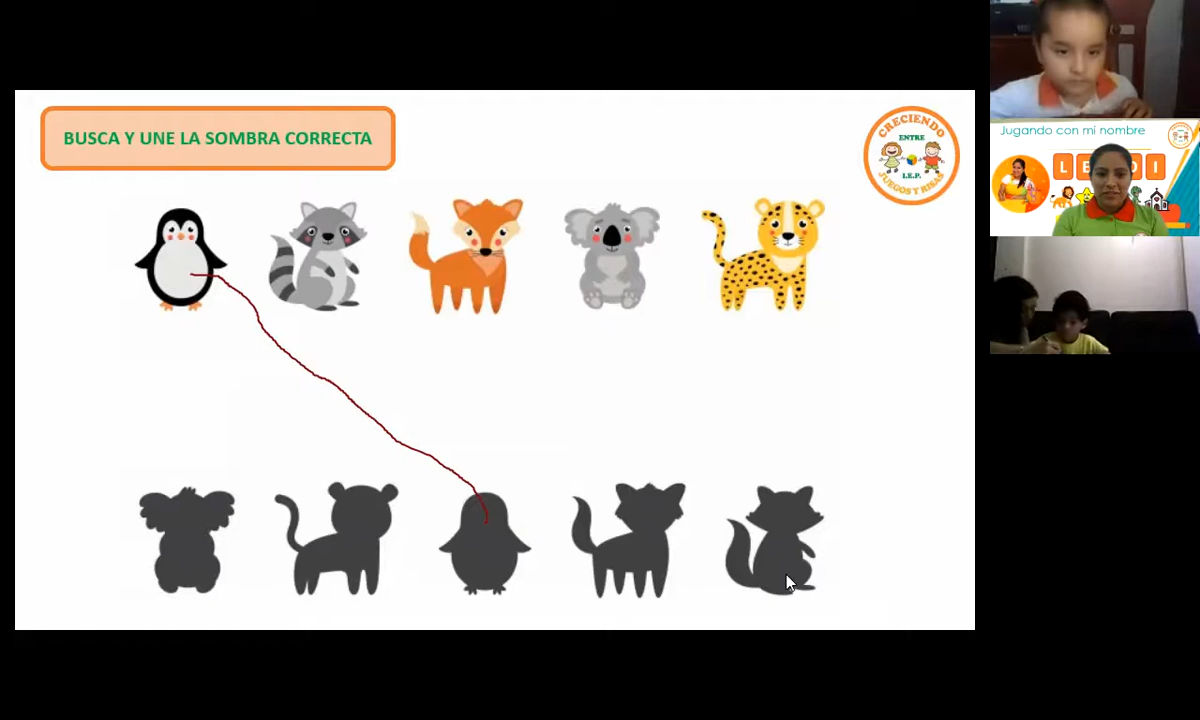 BUSCA Y UNE LA SOMBRA CORRECTA
CRECIENDO
ENTRE
I.E.P.
JUEGOS Y RISAS
Jugando con mi nombre